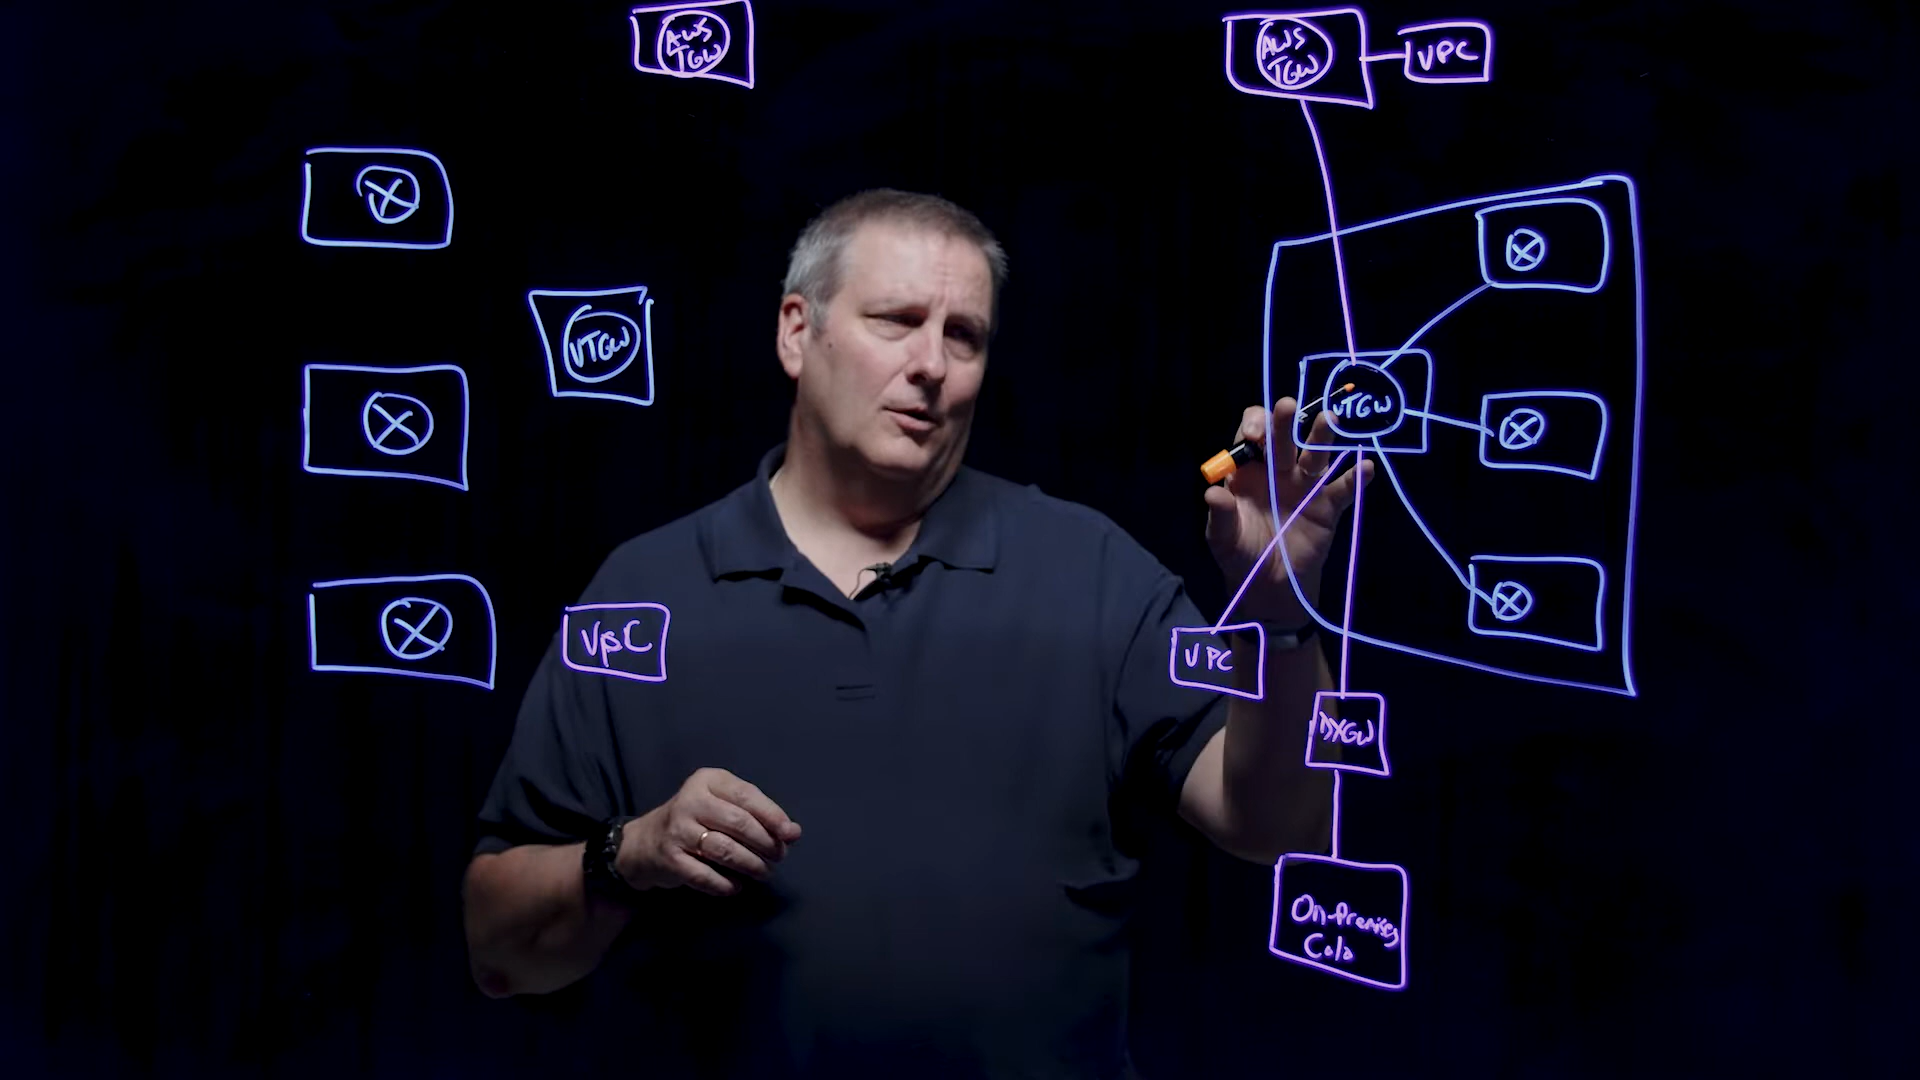 AWS
TGW
AWS
TGW
VPC
VTGW
VTGW
VPC
VPC
DXGW
On-Premises
Colo